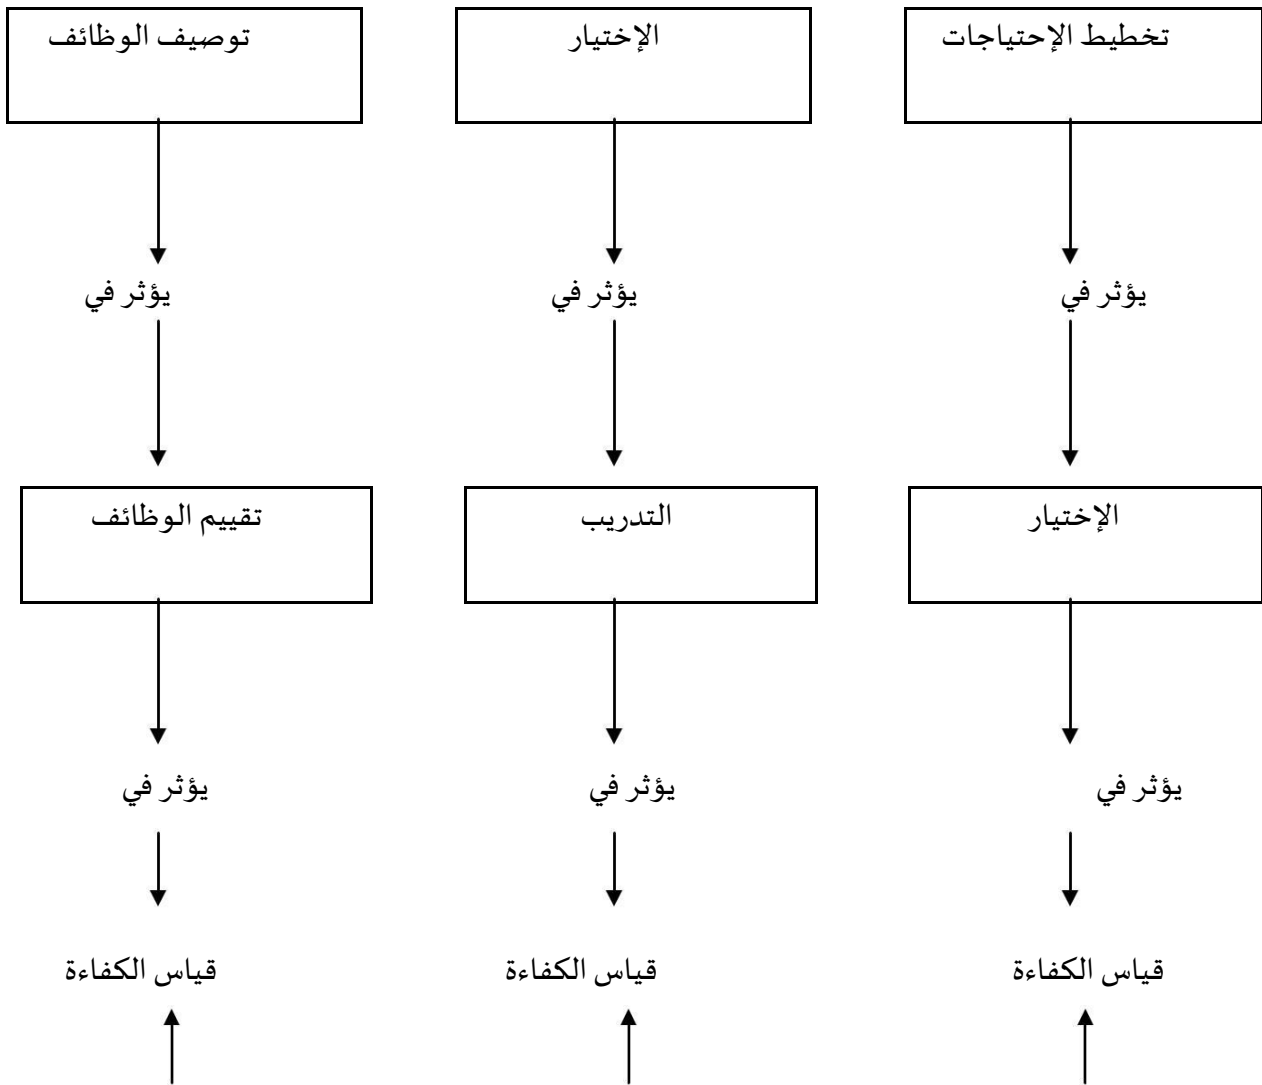 تخطيط الإحتياجات
الإختيار
توصيف الوظائف
يؤثر في
يؤثر في
يؤثر في
الإختيار
التدريب
تقييم الوظائف
يؤثر في
يؤثر في
يؤثر في
قياس الكفاءة
قياس الكفاءة
قياس الكفاءة